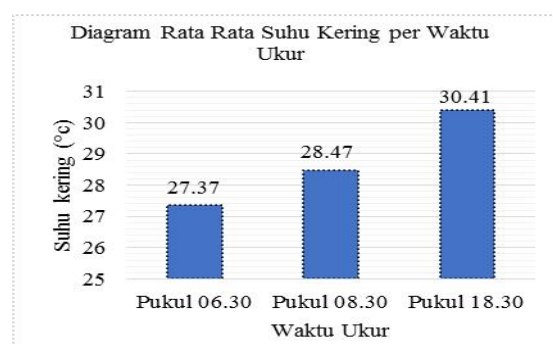 Diagram Rata Rata Suhu Kering per Waktu
Ukur
Suhu kering (°c)
31
30
29
28
27
26
25
27.37
28.47
30.41
Pukul 06.30 Pukul 08.30 Pukul 18.30
Waktu Ukur